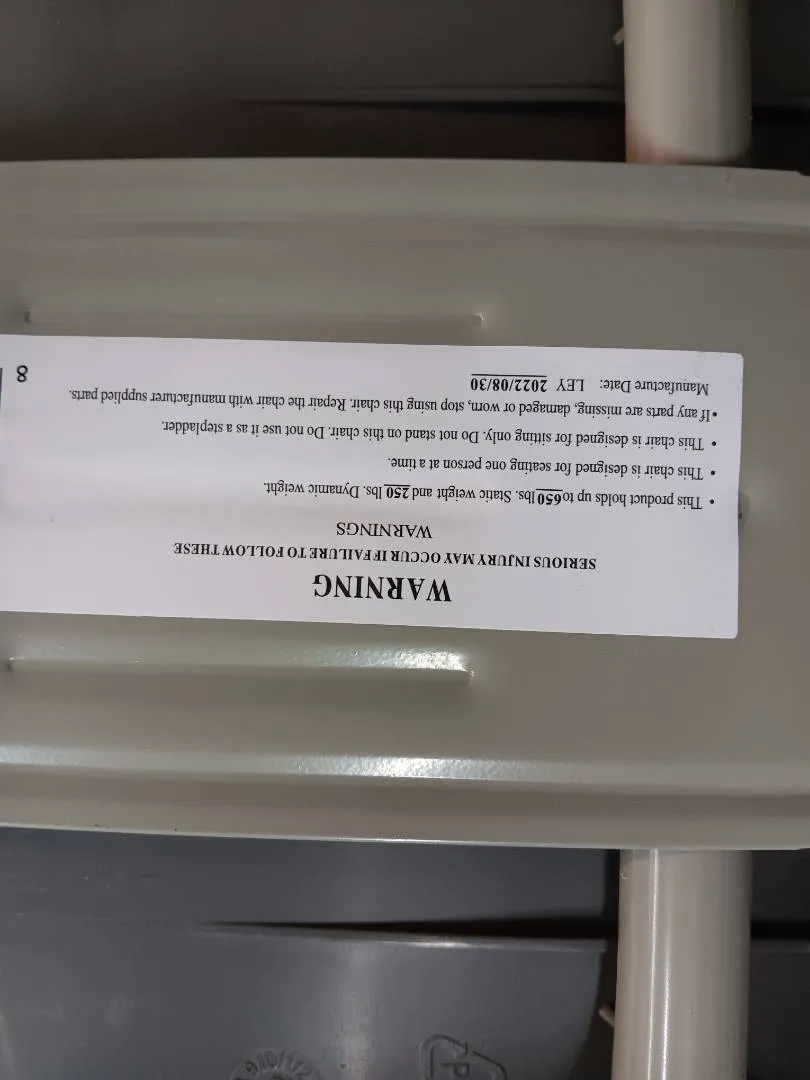 WARNING
SERIOUS INJURY MAY OCCUR IF FAILURE TO FOLLOW THESE
WARNINGS
• This product holds up to 650 lbs. Static weight and 250 lbs. Dynamic weight.
• This chair is designed for seating one person at a time.
• This chair is designed for sitting only. Do not stand on this chair. Do not use it as a stepladder.
• If any parts are missing, damaged or worn, stop using this chair. Repair the chair with manufacturer supplied parts.
Manufacture Date: LEY 2022/08/30
8